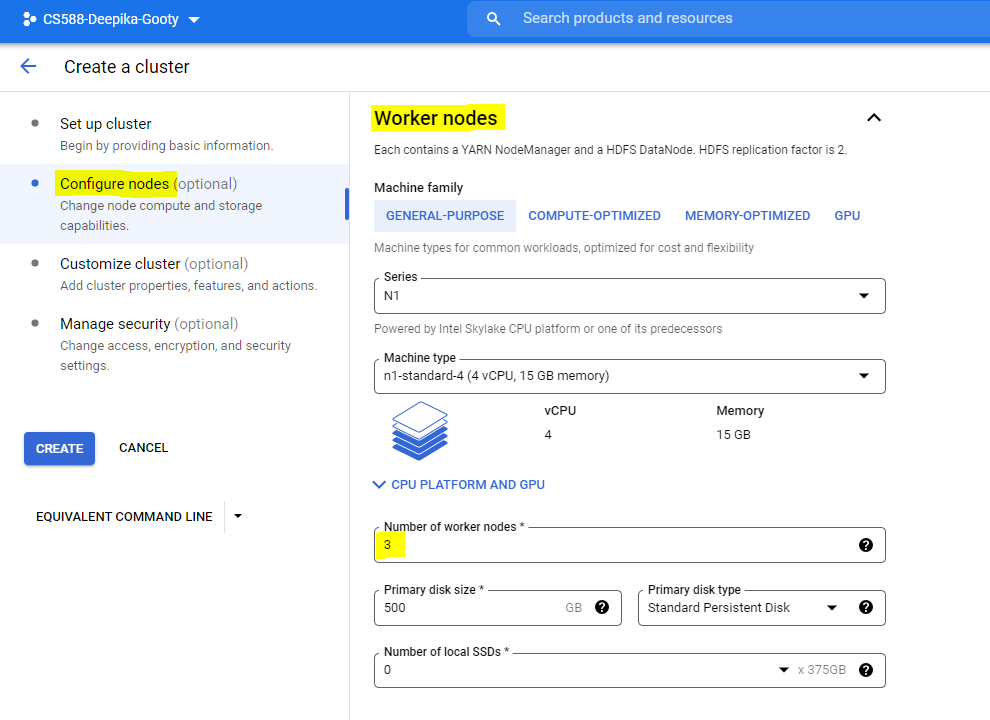 CS588-Deepika-Gooty
Search products and resources
Create a cluster
Set up cluster
Begin by providing basic information.
Configure nodes (optional)
Change node compute and storage
capabilities.
Customize cluster (optional)
Add cluster properties, features, and actions.
Manage security (optional)
Change access, encryption, and security
settings.
CREATE
CANCEL
EQUIVALENT COMMAND LINE
Worker nodes
Each contains a YARN NodeManager and a HDFS DataNode. HDFS replication factor is 2.
Machine family
GENERAL-PURPOSE COMPUTE-OPTIMIZED MEMORY-OPTIMIZED GPU
Machine types for common workloads, optimized for cost and flexibility
Series
N1
Powered by Intel Skylake CPU platform or one of its predecessors
Machine type
n1-standard-4 (4 vCPU, 15 GB memory)
vCPU Memory
4 15 GB
CPU PLATFORM AND GPU
Number of worker nodes *
3
Primary disk size * Primary disk type
500 GB Standard Persistent Disk
Number of local SSDs *
0 x 375GB